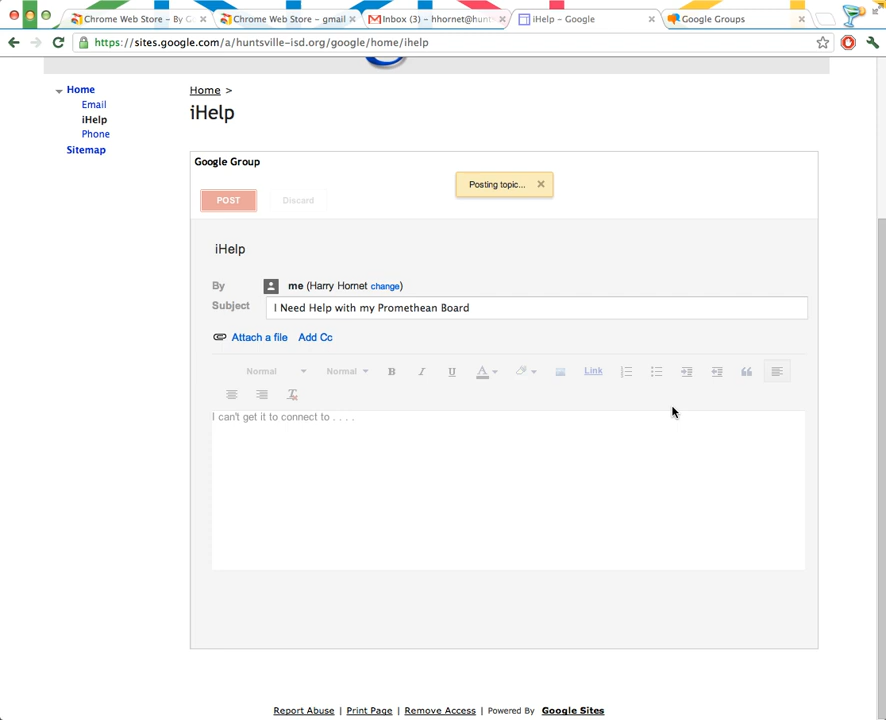 Chrome Web Store – By G
Chrome Web Store – gmail
Inbox (3) – hhornet@hunt
iHelp – Google
Google Groups
https://sites.google.com/a/huntsville-isd.org/google/home/ihelp
Home
Email
iHelp
Phone
Sitemap
Home >
iHelp
Google Group
Posting topic...
POST
Discard
iHelp
By me (Harry Hornet change)
Subject I Need Help with my Promethean Board
Attach a file Add Cc
Normal Normal B I U A Link
I can't get it to connect to . . . .
Report Abuse | Print Page | Remove Access | Powered By Google Sites